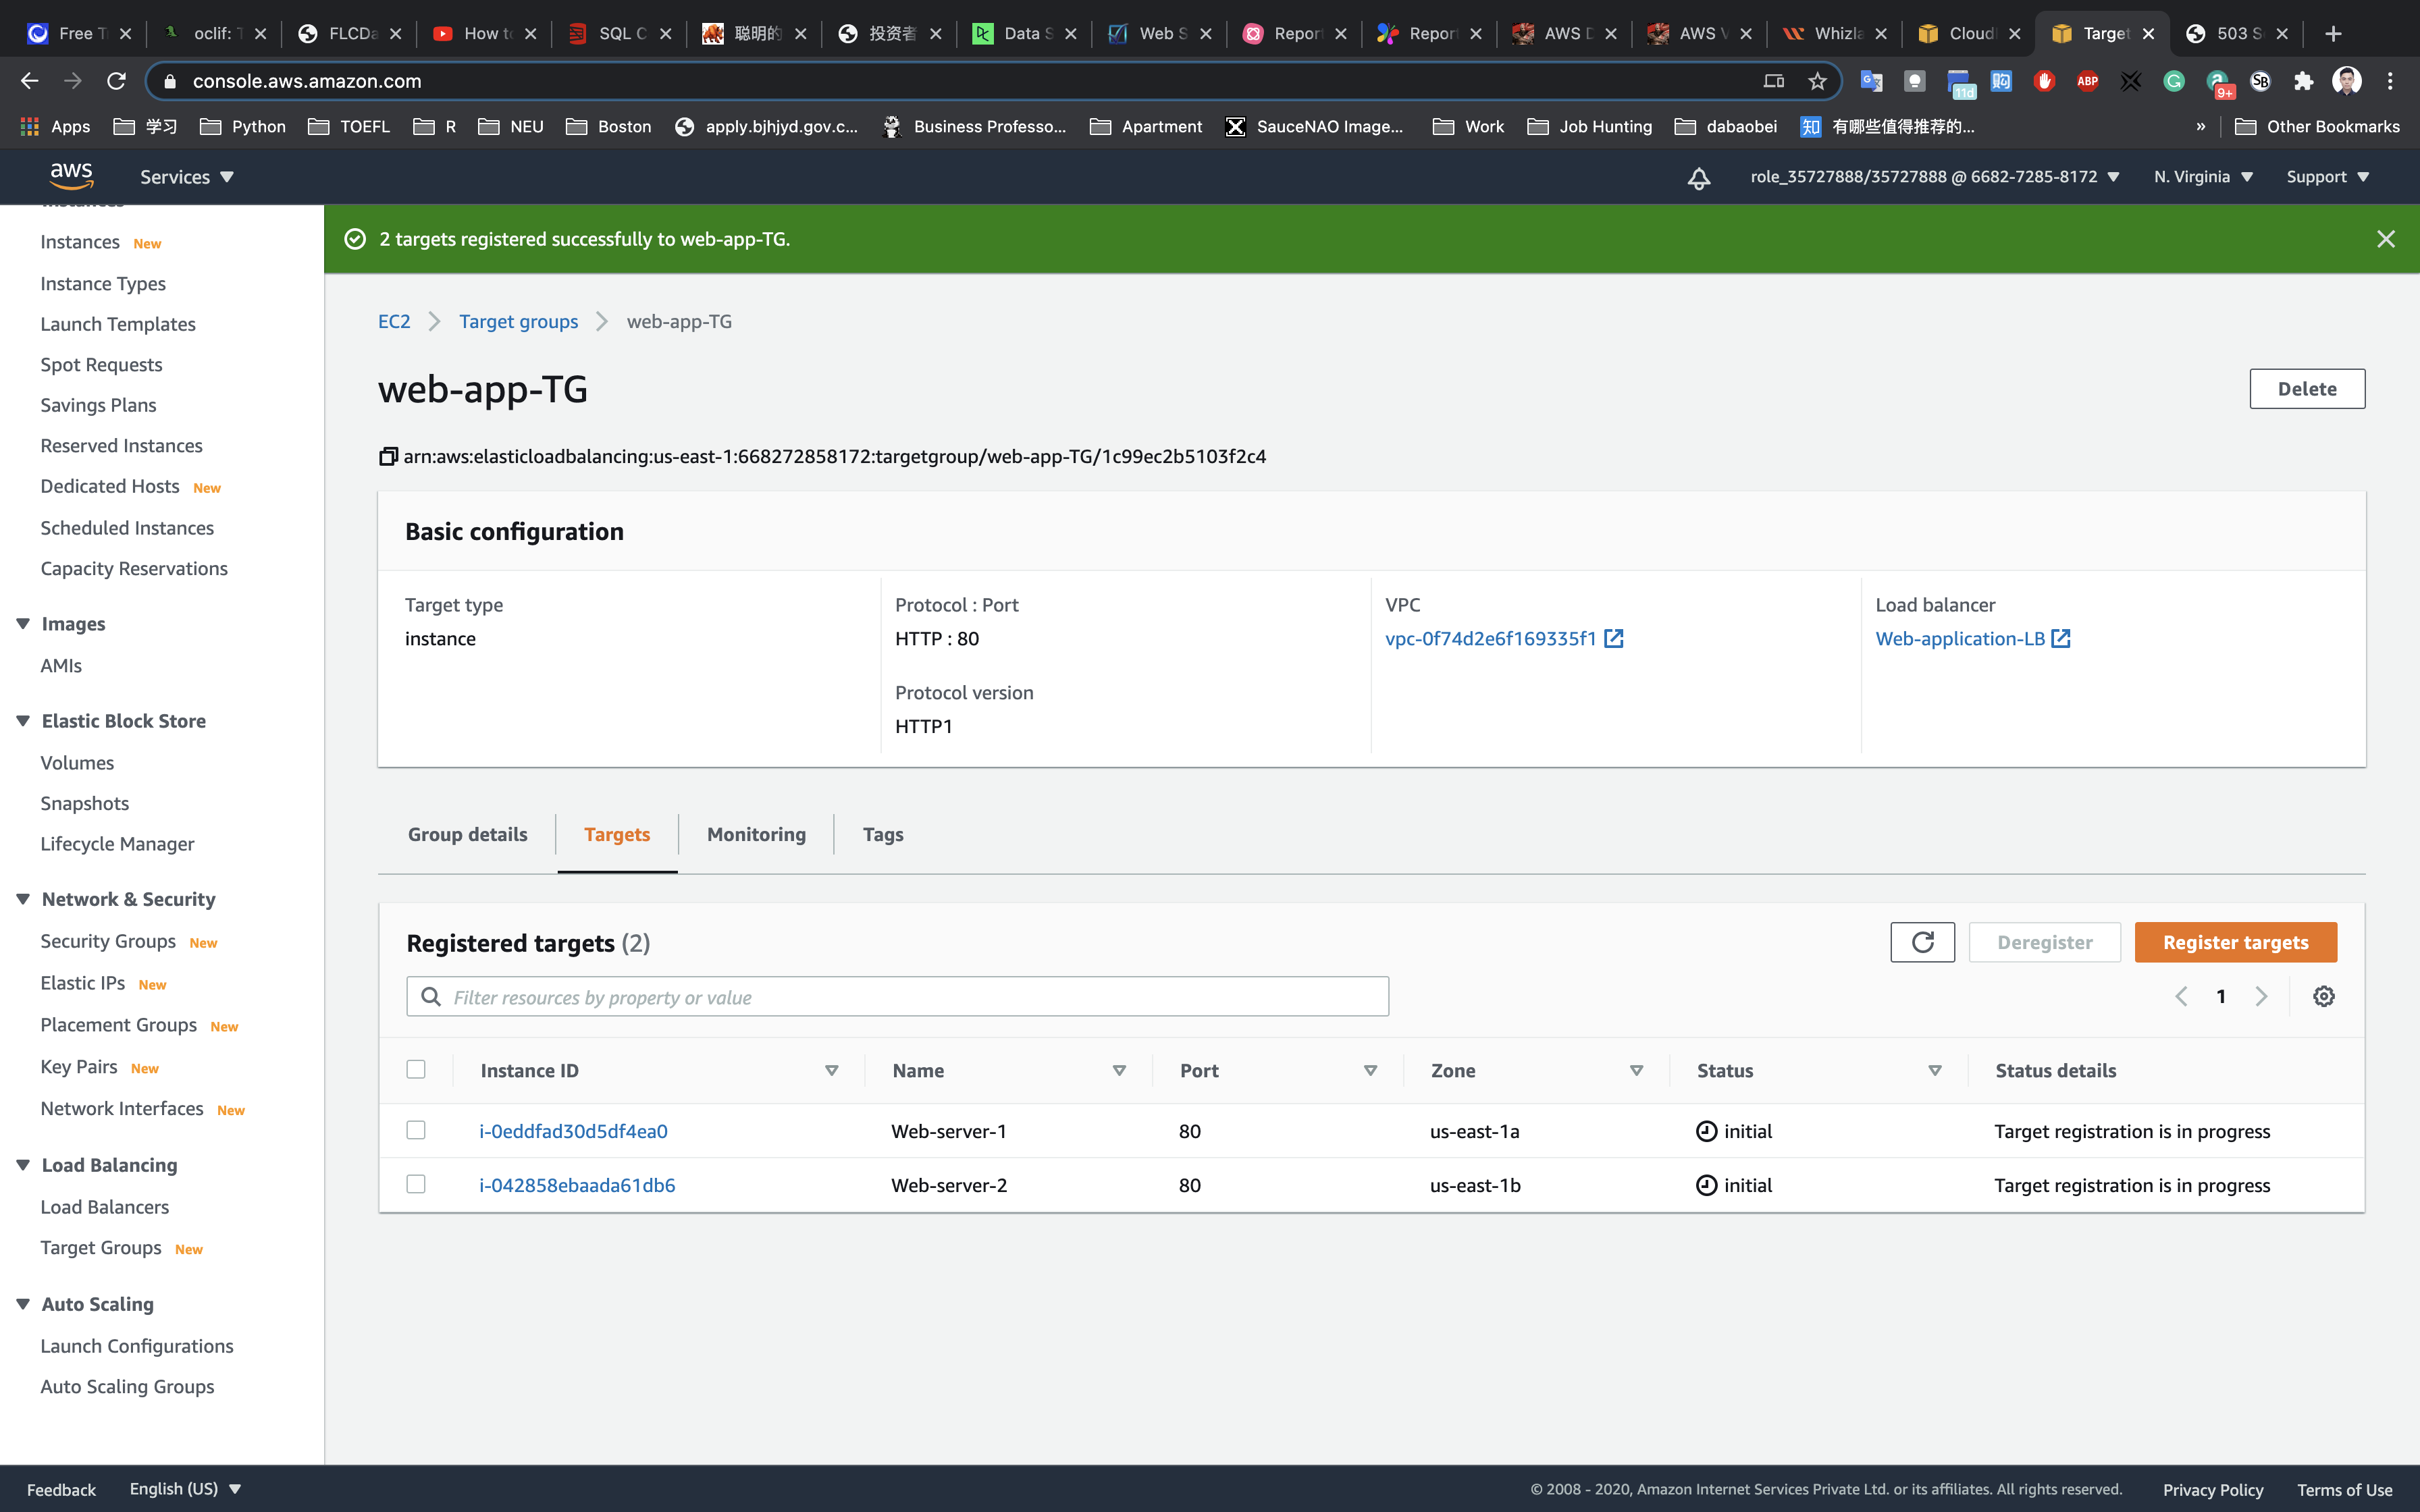 Free T
oclif: T
FLCDa
How to
SQL C
聪明的
投资者
Data S
Web S
Report
Report
AWS D
AWS V
Whizla
Cloud
Target
503 S
console.aws.amazon.com
11d
ABP
9+
SB
Apps
学习
Python
TOEFL
R
NEU
Boston
apply.bjhjyd.gov.c...
Business Professo...
Apartment
SauceNAO Image...
Work
Job Hunting
dabaobei
知 有哪些值得推荐的...
»
Other Bookmarks
aws
Services
role_35727888/35727888 @ 6682-7285-8172
N. Virginia
Support
Instances
Instances New
Instance Types
Launch Templates
Spot Requests
Savings Plans
Reserved Instances
Dedicated Hosts New
Scheduled Instances
Capacity Reservations
Images
AMIs
Elastic Block Store
Volumes
Snapshots
Lifecycle Manager
Network & Security
Security Groups New
Elastic IPs New
Placement Groups New
Key Pairs New
Network Interfaces New
Load Balancing
Load Balancers
Target Groups New
Auto Scaling
Launch Configurations
Auto Scaling Groups
2 targets registered successfully to web-app-TG.
EC2 > Target groups > web-app-TG
web-app-TG
Delete
arn:aws:elasticloadbalancing:us-east-1:668272858172:targetgroup/web-app-TG/1c99ec2b5103f2c4
Basic configuration
Target type
instance
Protocol : Port
HTTP : 80
Protocol version
HTTP1
VPC
vpc-0f74d2e6f169335f1
Load balancer
Web-application-LB
Group details
Targets
Monitoring
Tags
Registered targets (2)
Deregister
Register targets
Filter resources by property or value
1
Instance ID Name Port Zone Status Status details
i-0eddfad30d5df4ea0 Web-server-1 80 us-east-1a initial Target registration is in progress
i-042858ebaada61db6 Web-server-2 80 us-east-1b initial Target registration is in progress
Feedback
English (US)
© 2008 - 2020, Amazon Internet Services Private Ltd. or its affiliates. All rights reserved.
Privacy Policy
Terms of Use